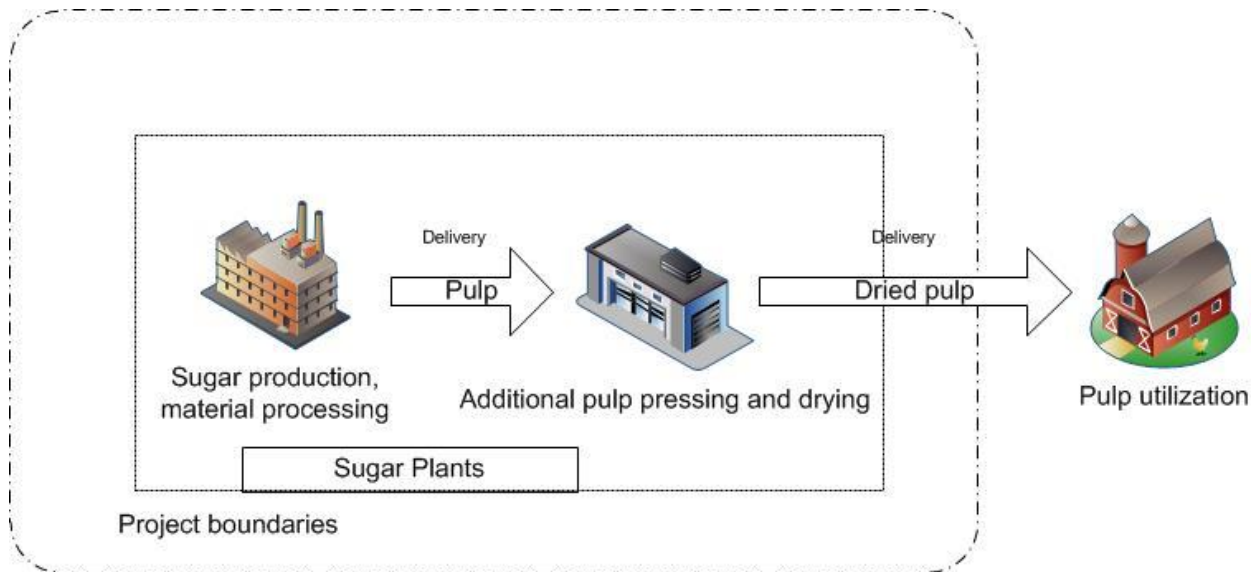 Delivery
Delivery
Pulp
Dried pulp
Sugar production,
material processing
Additional pulp pressing and drying
Pulp utilization
Sugar Plants
Project boundaries